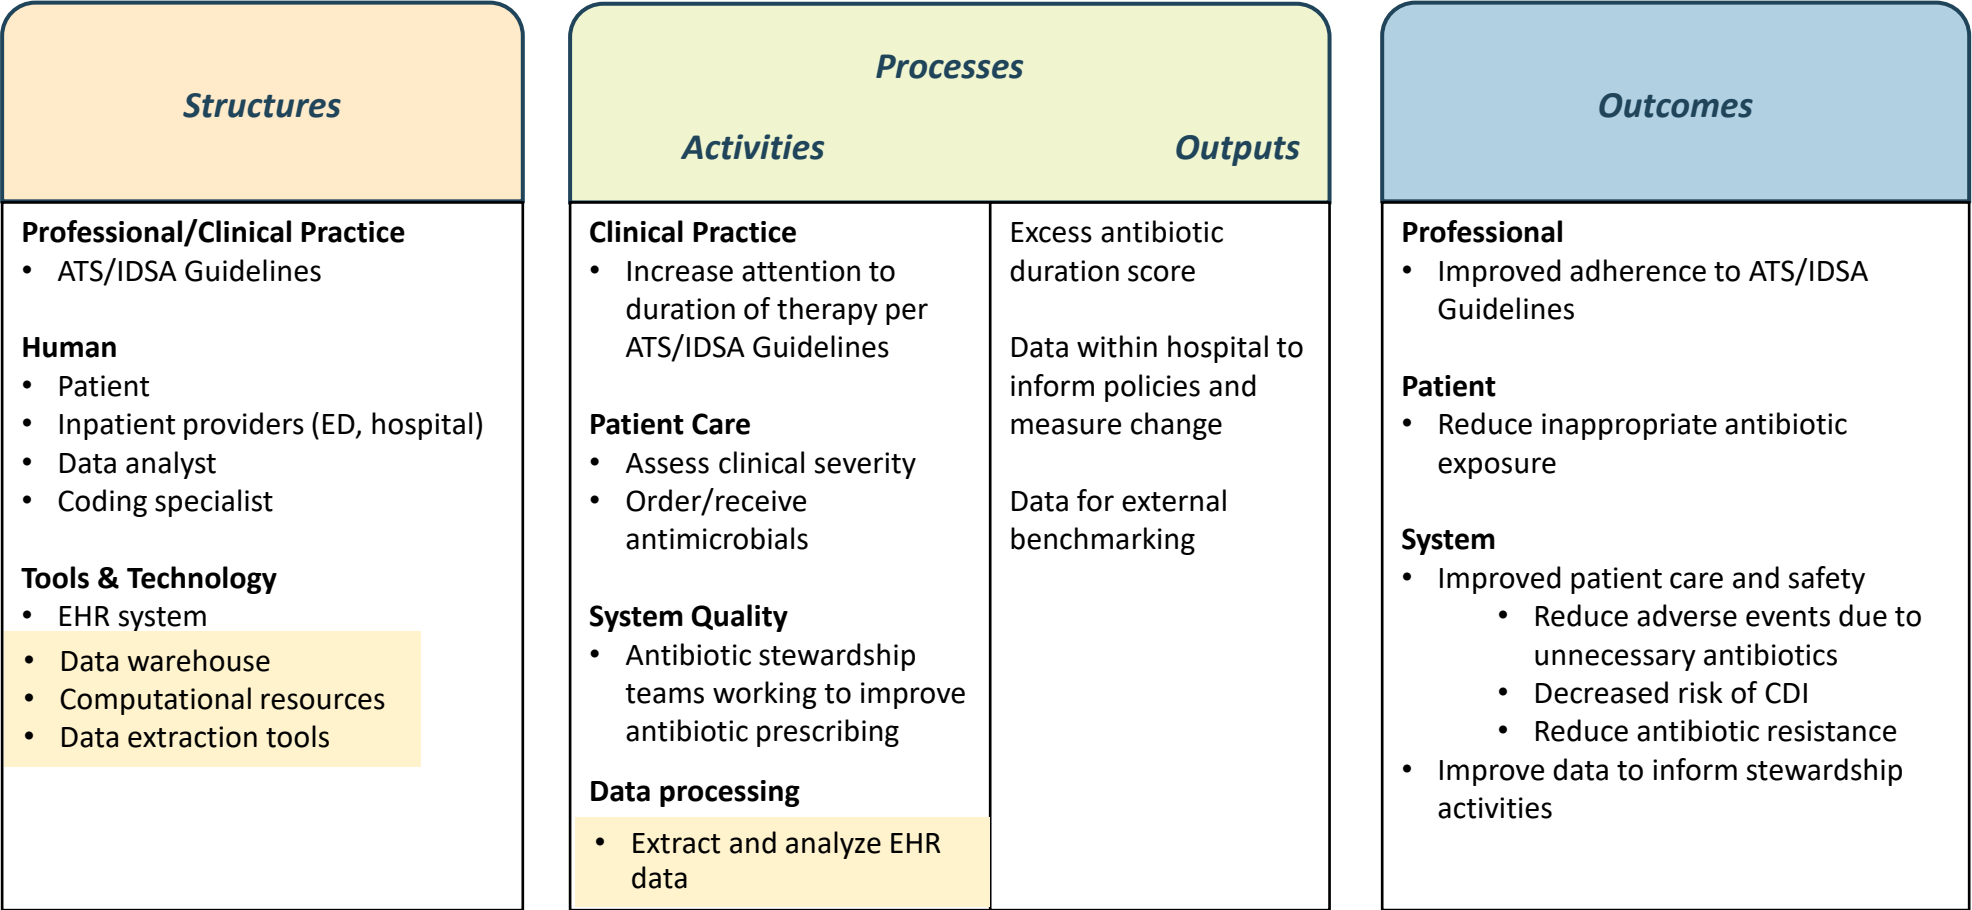 Structures
Professional/Clinical Practice
• ATS/IDSA Guidelines
Human
• Patient
• Inpatient providers (ED, hospital)
• Data analyst
• Coding specialist
Tools & Technology
• EHR system
• Data warehouse
• Computational resources
• Data extraction tools
Processes
Activities
Outputs
Clinical Practice
• Increase attention to
duration of therapy per
ATS/IDSA Guidelines
Patient Care
• Assess clinical severity
• Order/receive
antimicrobials
System Quality
• Antibiotic stewardship
teams working to improve
antibiotic prescribing
Data processing
• Extract and analyze EHR
data
Excess antibiotic
duration score
Data within hospital to
inform policies and
measure change
Data for external
benchmarking
Outcomes
Professional
• Improved adherence to ATS/IDSA
Guidelines
Patient
• Reduce inappropriate antibiotic
exposure
System
• Improved patient care and safety
• Reduce adverse events due to
unnecessary antibiotics
• Decreased risk of CDI
• Reduce antibiotic resistance
• Improve data to inform stewardship
activities